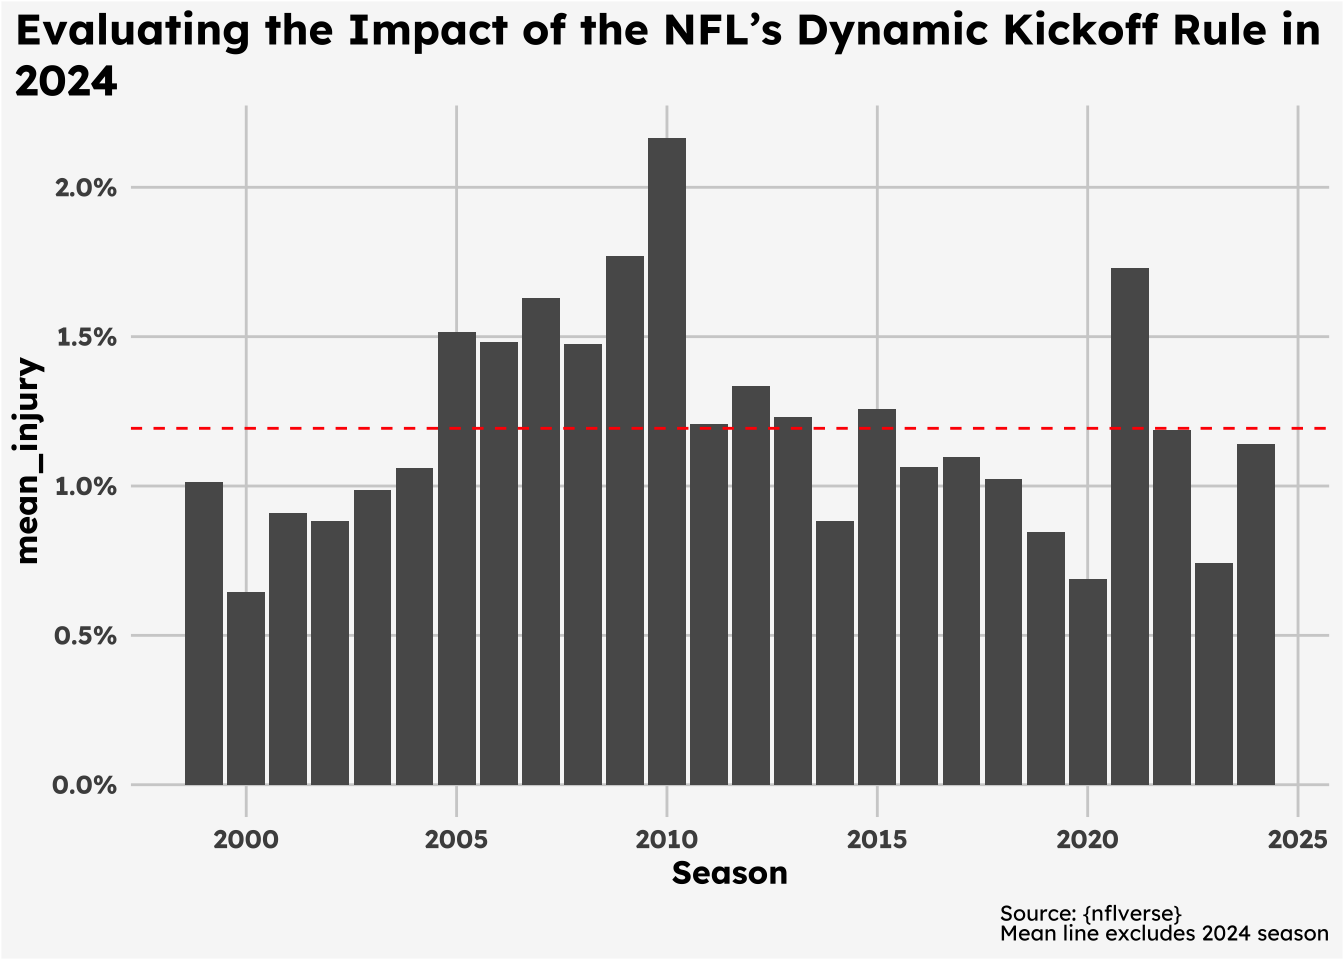 Evaluating the Impact of the NFL’s Dynamic Kickoff Rule in
2024
2.0%
1.5%
1.0%
0.5%
0.0%
mean_injury
2000
2005
2010
2015
2020
2025
Season
Source: {nflverse}
Mean line excludes 2024 season